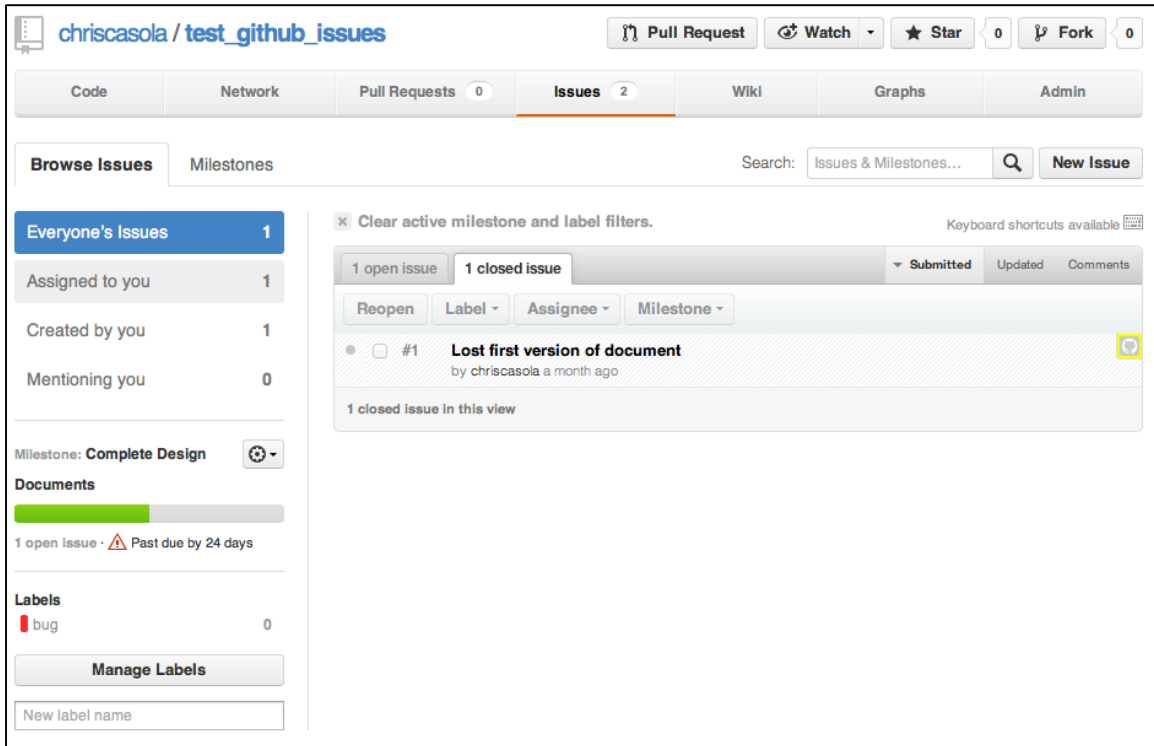 chriscasola / test_github_issues
Pull Request
Watch
Star
0
Fork
0
Code
Network
Pull Requests 0
Issues 2
Wiki
Graphs
Admin
Browse Issues
Milestones
Search:
Issues & Milestones...
New Issue
Everyone's Issues 1
Assigned to you 1
Created by you 1
Mentioning you 0
Milestone: Complete Design
Documents
1 open issue · Past due by 24 days
Labels
bug 0
Manage Labels
New label name
Clear active milestone and label filters.
Keyboard shortcuts available
1 open issue
1 closed issue
Submitted
Updated
Comments
Reopen
Label
Assignee
Milestone
#1 Lost first version of document
by chriscasola a month ago
1 closed issue in this view